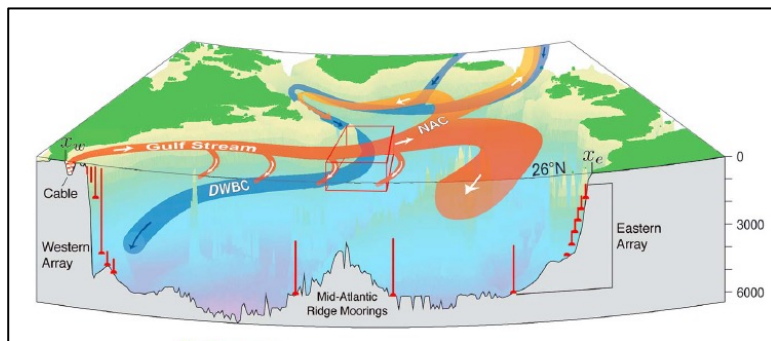 x_w
Gulf Stream
NAC
26°N
x_e
0
Cable
DWBC
3000
6000
Western
Array
Eastern
Array
Mid-Atlantic
Ridge Moorings